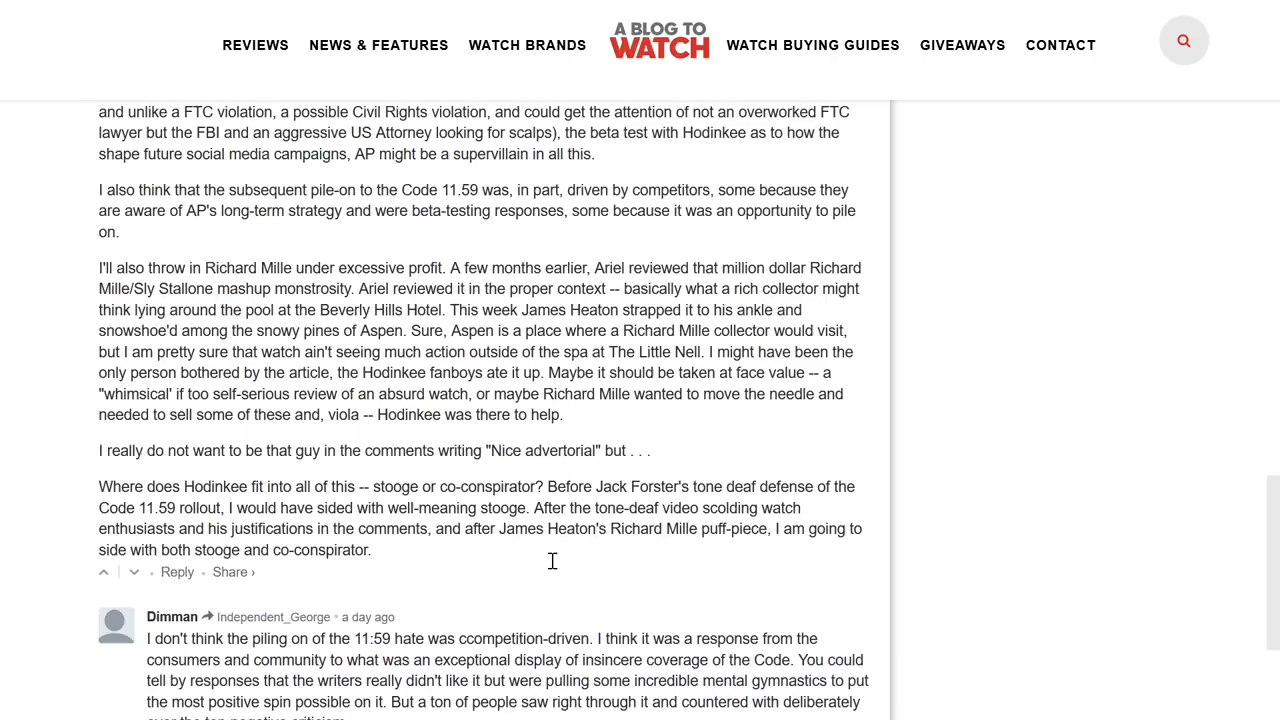 REVIEWS NEWS & FEATURES WATCH BRANDS A BLOG TO WATCH WATCH BUYING GUIDES GIVEAWAYS CONTACT
and unlike a FTC violation, a possible Civil Rights violation, and could get the attention of not an overworked FTC
lawyer but the FBI and an aggressive US Attorney looking for scalps), the beta test with Hodinkee as to how the
shape future social media campaigns, AP might be a supervillain in all this.
I also think that the subsequent pile-on to the Code 11.59 was, in part, driven by competitors, some because they
are aware of AP's long-term strategy and were beta-testing responses, some because it was an opportunity to pile
on.
I'll also throw in Richard Mille under excessive profit. A few months earlier, Ariel reviewed that million dollar Richard
Mille/Sly Stallone mashup monstrosity. Ariel reviewed it in the proper context -- basically what a rich collector might
think lying around the pool at the Beverly Hills Hotel. This week James Heaton strapped it to his ankle and
snowshoe'd among the snowy pines of Aspen. Sure, Aspen is a place where a Richard Mille collector would visit,
but I am pretty sure that watch ain't seeing much action outside of the spa at The Little Nell. I might have been the
only person bothered by the article, the Hodinkee fanboys ate it up. Maybe it should be taken at face value -- a
"whimsical' if too self-serious review of an absurd watch, or maybe Richard Mille wanted to move the needle and
needed to sell some of these and, viola -- Hodinkee was there to help.
I really do not want to be that guy in the comments writing "Nice advertorial" but . . .
Where does Hodinkee fit into all of this -- stooge or co-conspirator? Before Jack Forster's tone deaf defense of the
Code 11.59 rollout, I would have sided with well-meaning stooge. After the tone-deaf video scolding watch
enthusiasts and his justifications in the comments, and after James Heaton's Richard Mille puff-piece, I am going to
side with both stooge and co-conspirator.
Reply Share ›
Dimman Independent_George • a day ago
I don't think the piling on of the 11:59 hate was ccompetition-driven. I think it was a response from the
consumers and community to what was an exceptional display of insincere coverage of the Code. You could
tell by responses that the writers really didn't like it but were pulling some incredible mental gymnastics to put
the most positive spin possible on it. But a ton of people saw right through it and countered with deliberately
over the top negative criticism